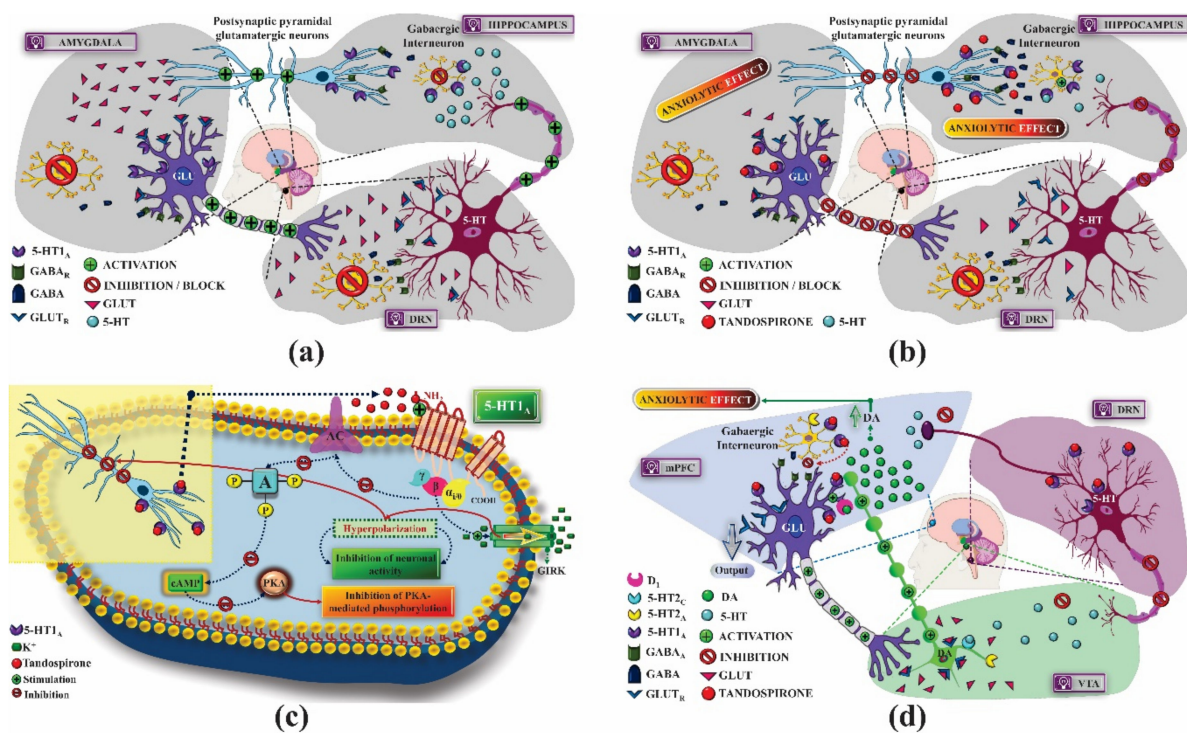 AMYGDALA
Postsynaptic pyramidal
glutamatergic neurons
Gabaergic
Interneuron
HIPPOCAMPUS
GLU
5-HT
5-HT1A
GABAR
GABA
GLUTR
ACTIVATION
INHIBITION / BLOCK
GLUT
5-HT
DRN
(a)
AMYGDALA
Postsynaptic pyramidal
glutamatergic neurons
Gabaergic
Interneuron
HIPPOCAMPUS
ANXIOLYTIC EFFECT
ANXIOLYTIC EFFECT
GLU
5-HT
5-HT1A
GABAR
GABA
GLUTR
ACTIVATION
INHIBITION / BLOCK
GLUT
TANDOSPIRONE
5-HT
DRN
(b)
NH2
5-HT1A
AC
γ
β
αi/0
COOH
P
A
P
P
Hyperpolarization
Inhibition of neuronal
activity
GIRK
cAMP
PKA
Inhibition of PKA-
mediated phosphorylation
5-HT1A
K+
Tandospirone
Stimulation
Inhibition
(c)
ANXIOLYTIC EFFECT
DA
Gabaergic
Interneuron
mPFC
DRN
5-HT
GLU
Output
D1
5-HT2C
5-HT2A
5-HT1A
GABAA
GABA
GLUTR
DA
5-HT
ACTIVATION
INHIBITION
GLUT
TANDOSPIRONE
DA
VTA
(d)